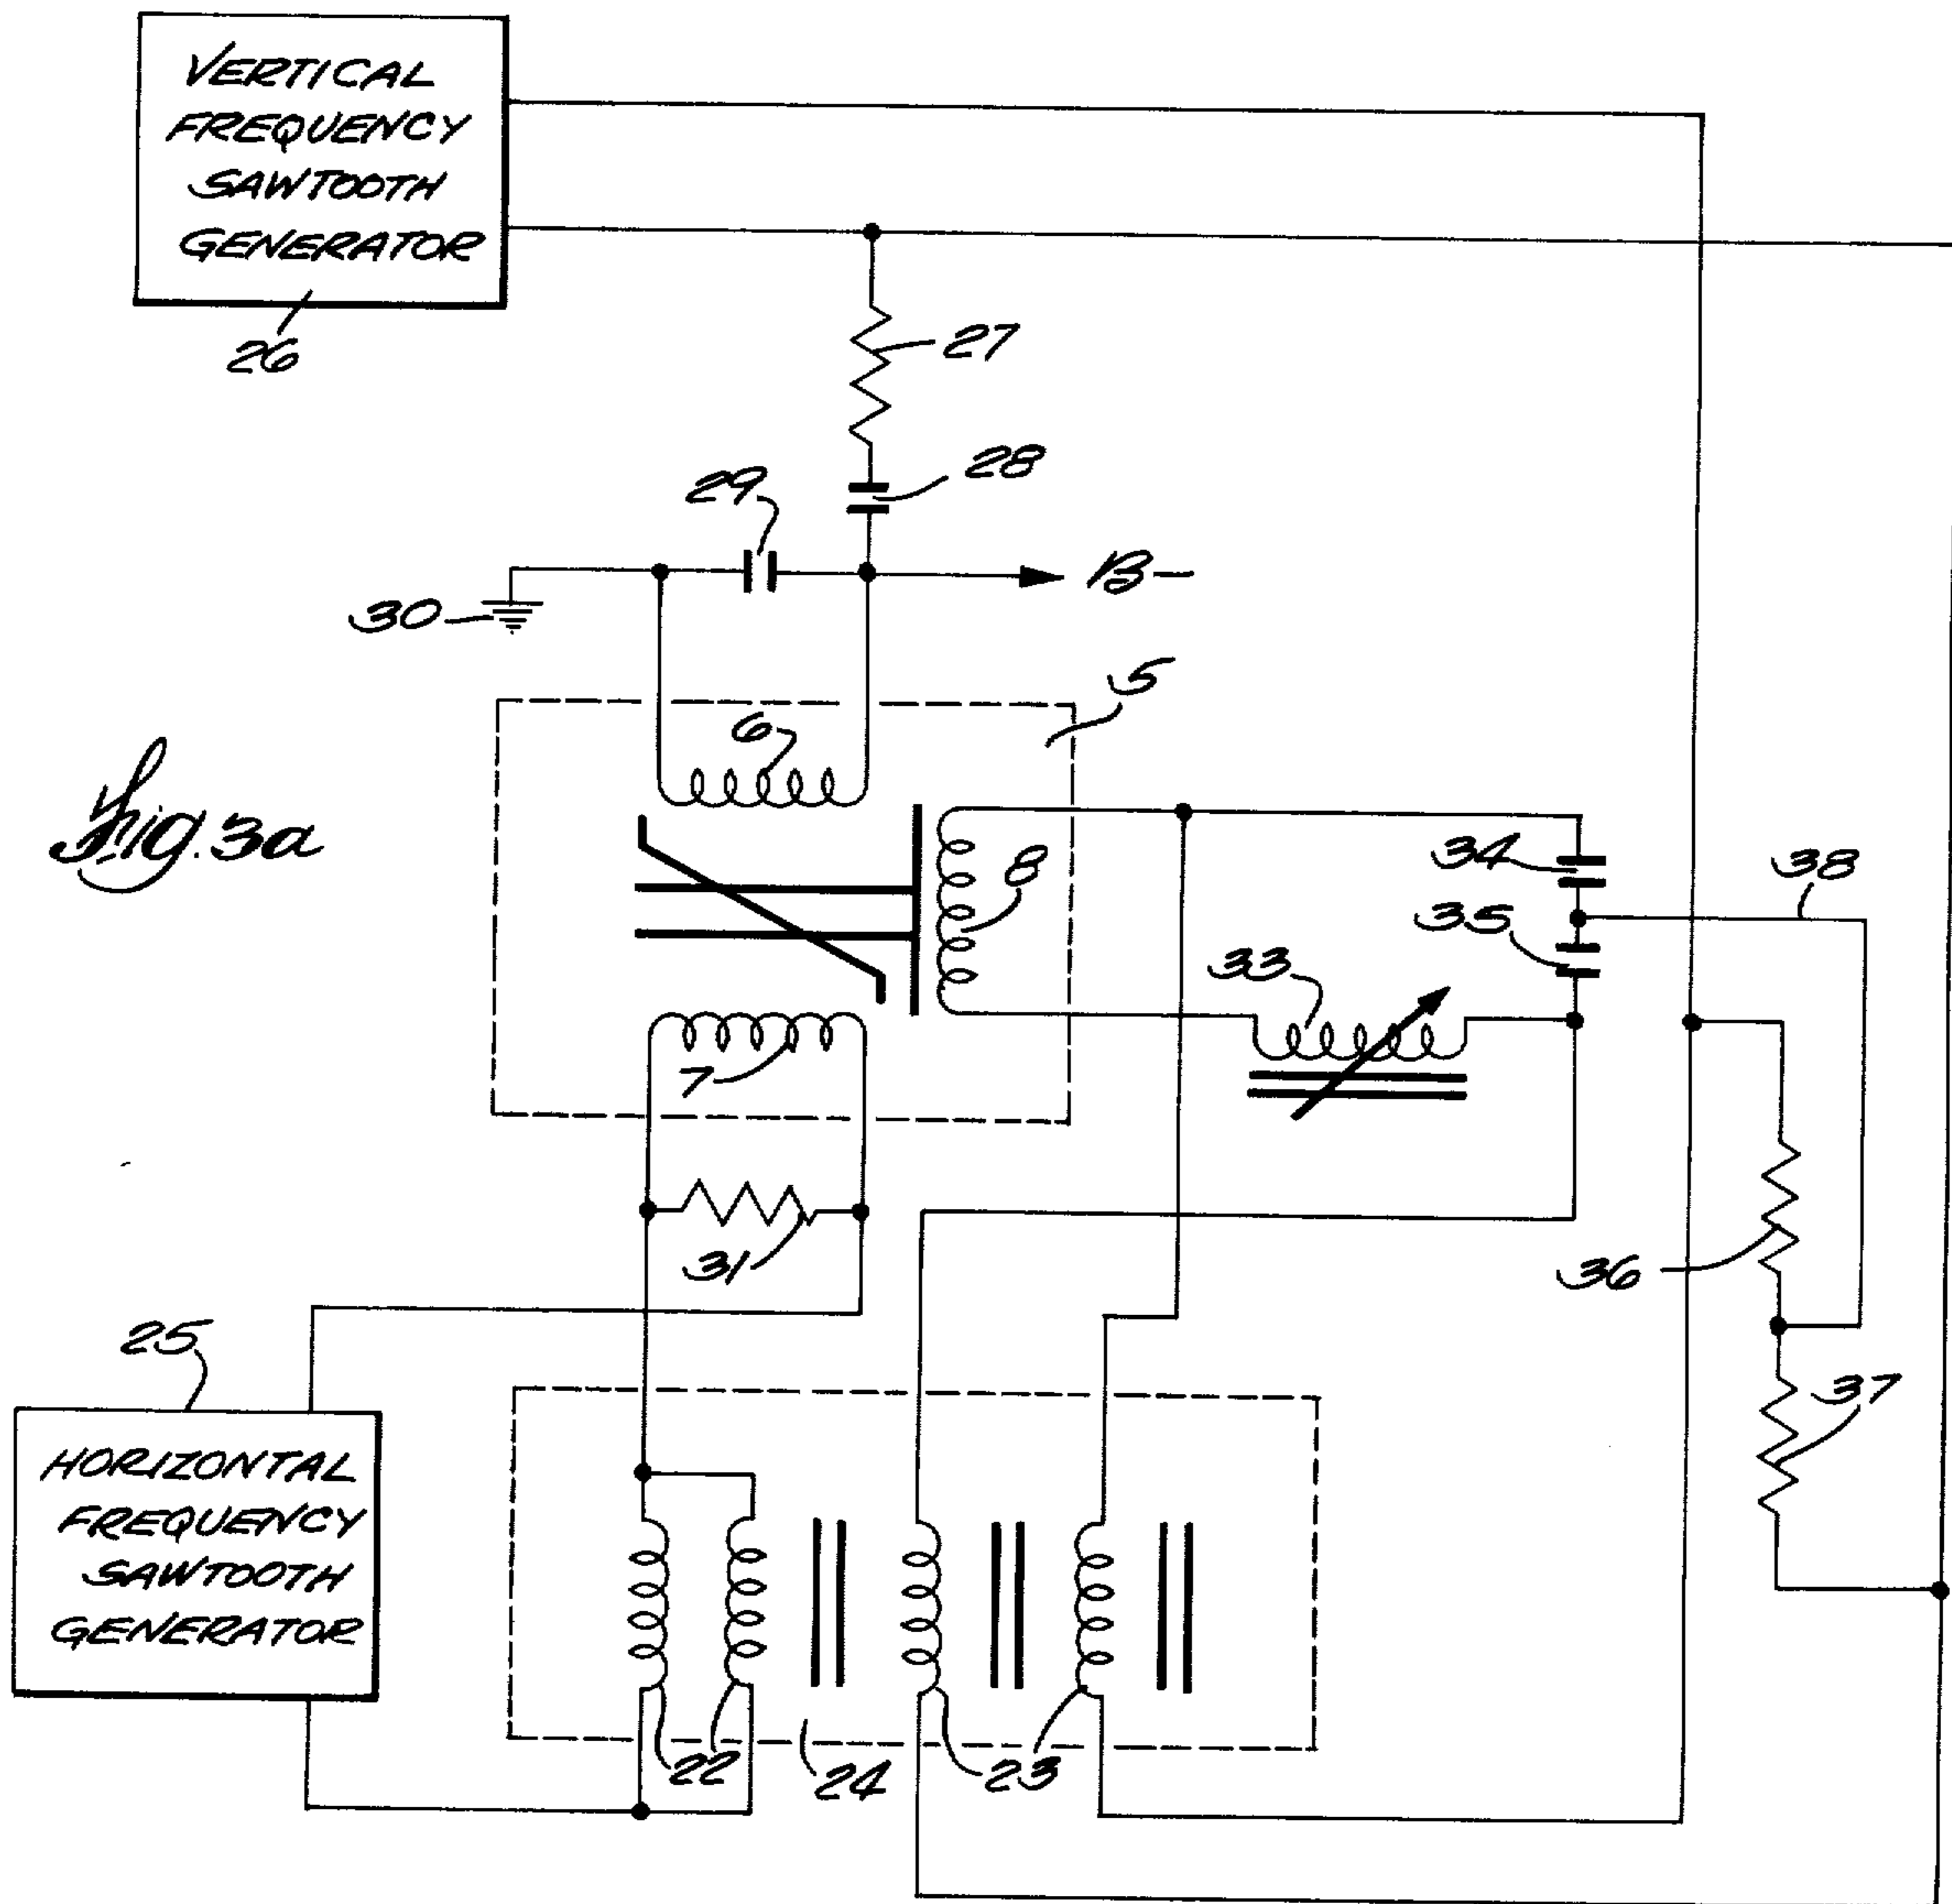 VERTICAL
FREQUENCY
SAWTOOTH
GENERATOR
26
27
28
29
B-
30
5
6
Fig. 3a
8
34
38
35
33
7
31
36
25
37
HORIZONTAL
FREQUENCY
SAWTOOTH
GENERATOR
22
24
23